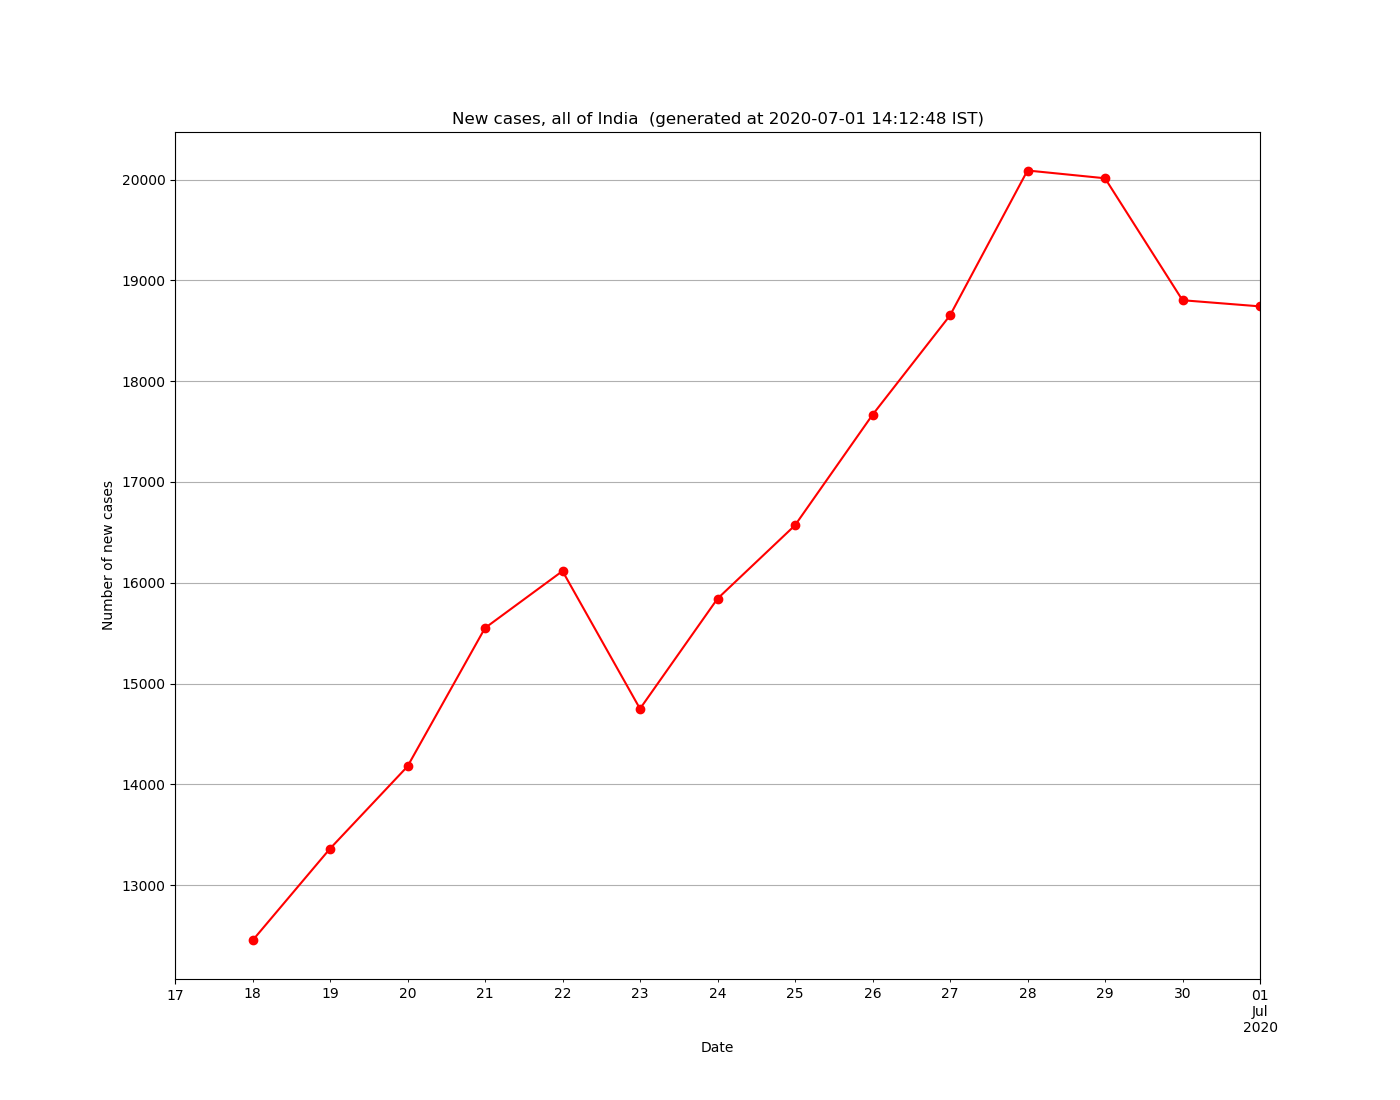 New cases, all of India  (generated at 2020-07-01 14:12:48 IST)
20000
19000
18000
17000
16000
15000
14000
13000
Number of new cases
17 18 19 20 21 22 23 24 25 26 27 28 29 30 01
Jul
2020
Date